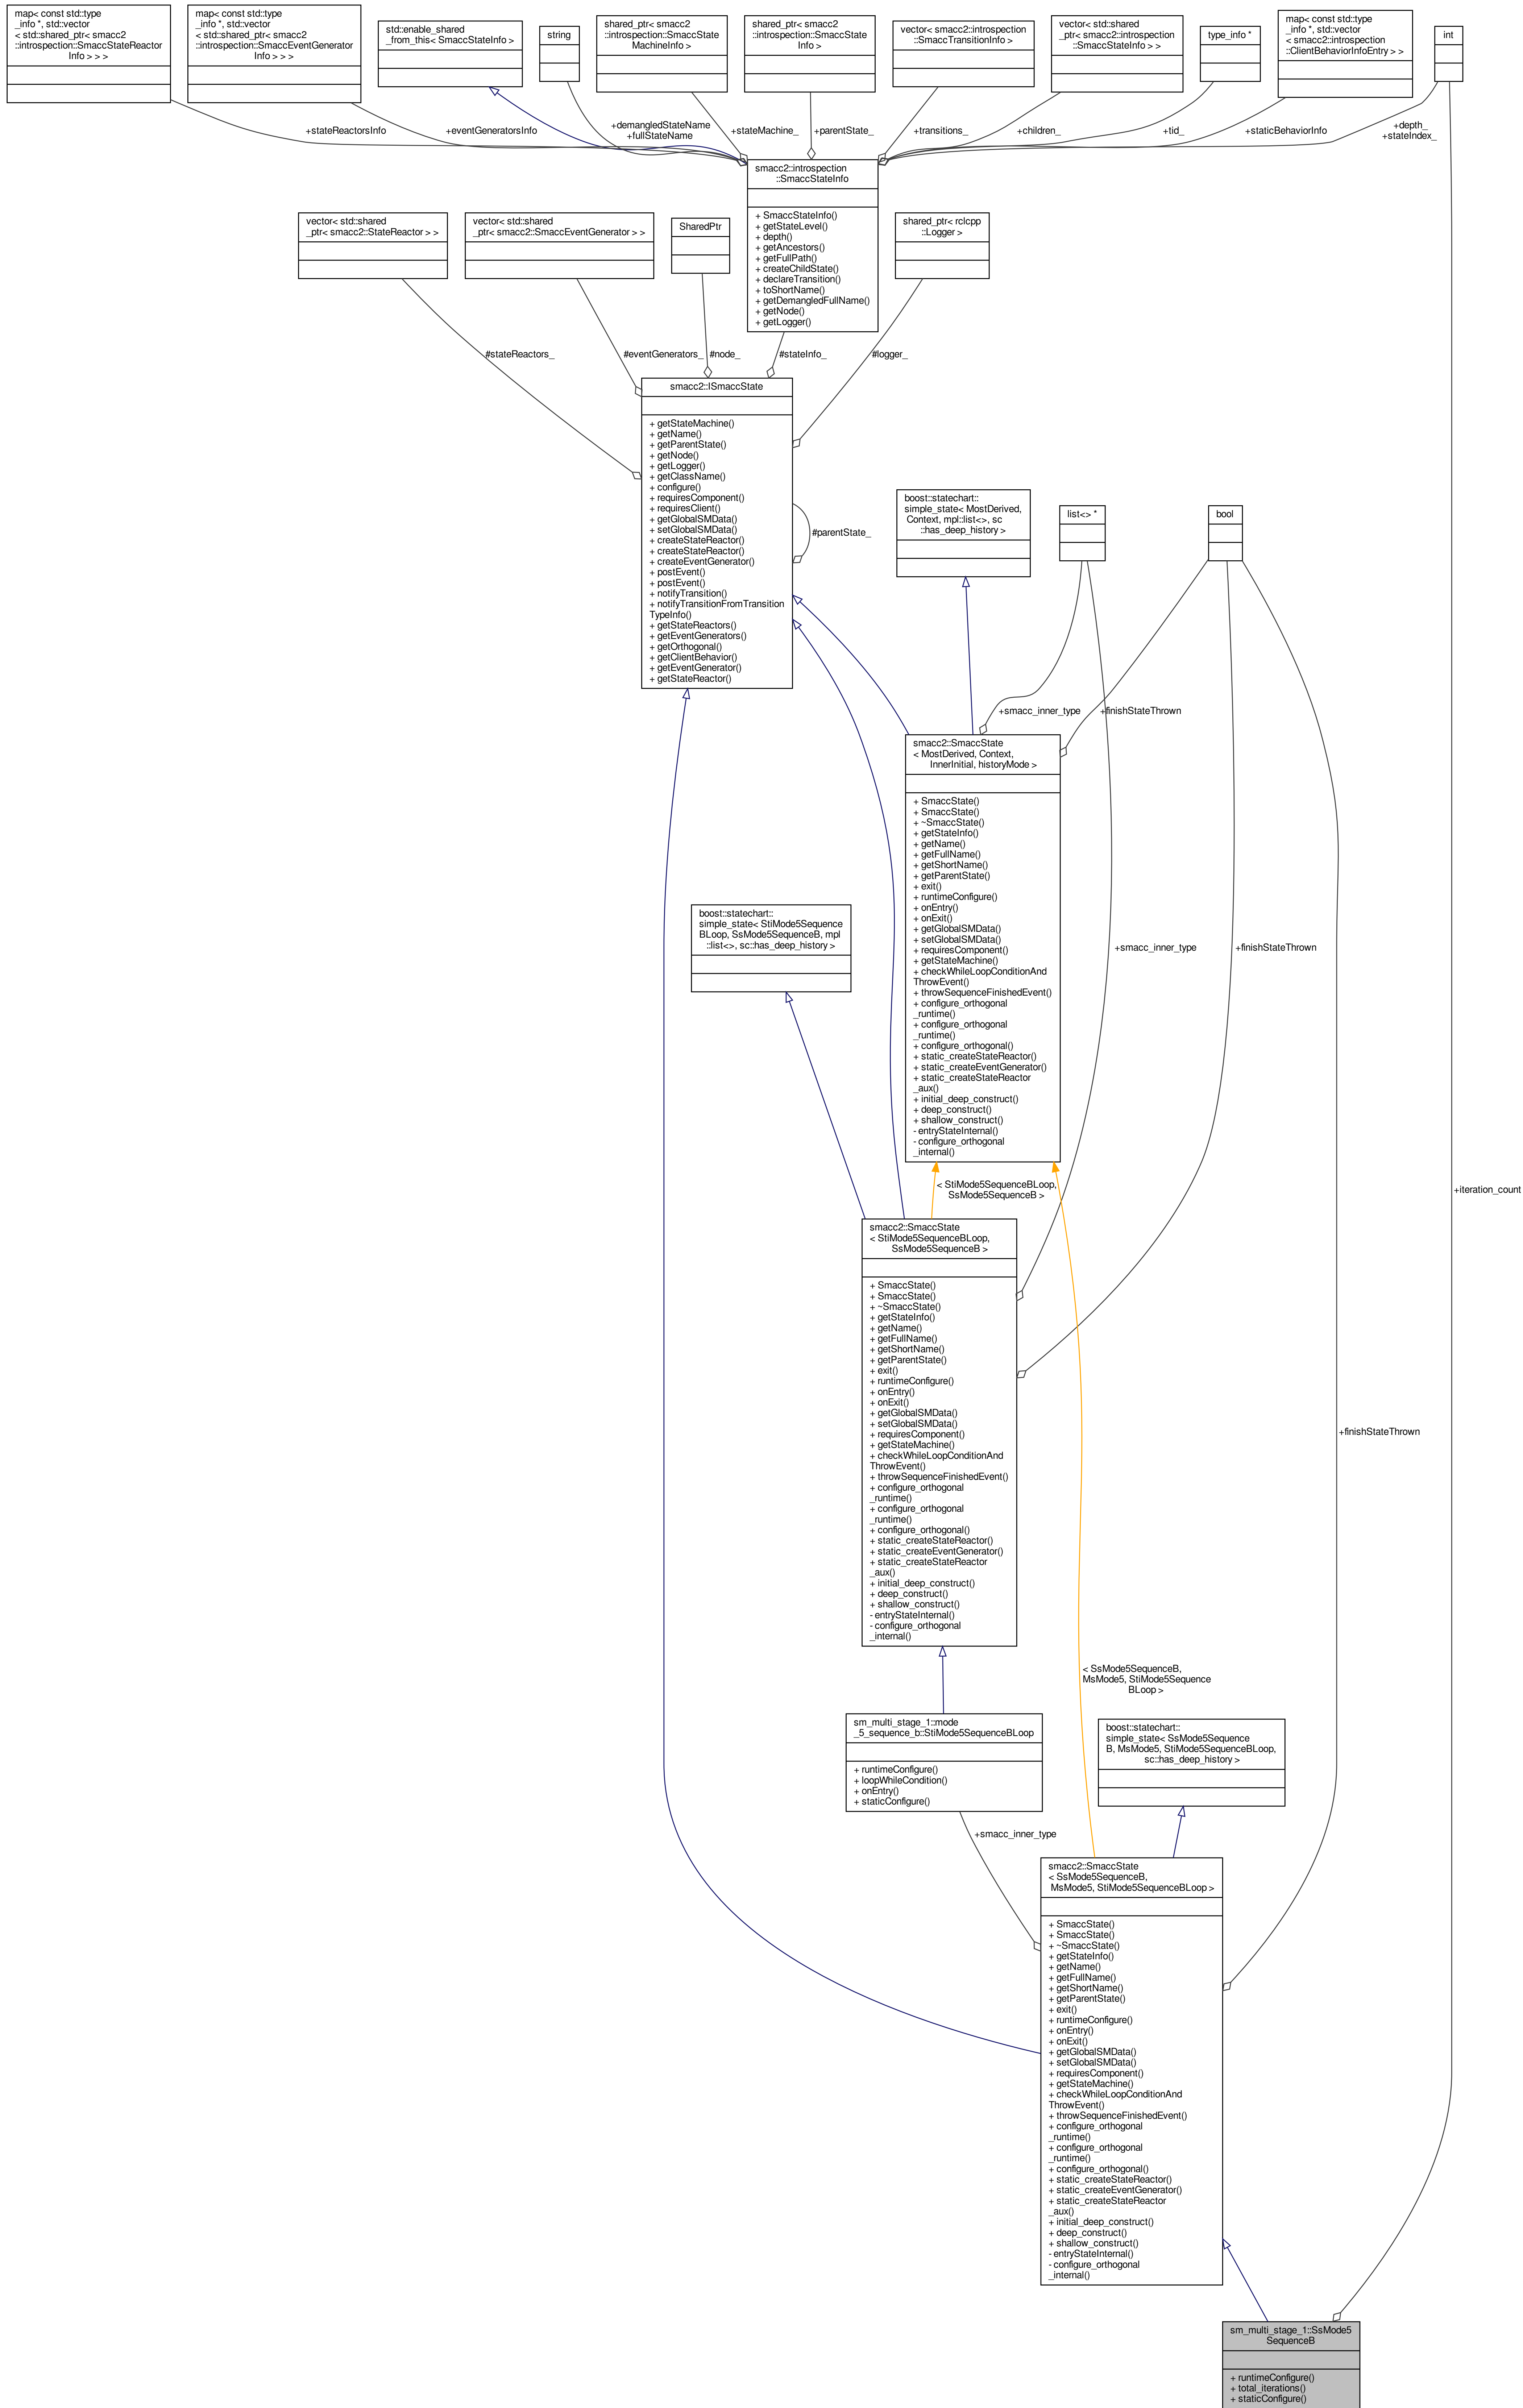 map< const std::type
_info *, std::vector
< std::shared_ptr< smacc2
::introspection::SmaccStateReactor
Info > > >
map< const std::type
_info *, std::vector
< std::shared_ptr< smacc2
::introspection::SmaccEventGenerator
Info > > >
std::enable_shared
_from_this< SmaccStateInfo >
string
shared_ptr< smacc2
::introspection::SmaccState
MachineInfo >
shared_ptr< smacc2
::introspection::SmaccState
Info >
vector< smacc2::introspection
::SmaccTransitionInfo >
vector< std::shared
_ptr< smacc2::introspection
::SmaccStateInfo > >
type_info *
map< const std::type
_info *, std::vector
< smacc2::introspection
::ClientBehaviorInfoEntry > >
int
+stateReactorsInfo
+eventGeneratorsInfo
+demangledStateName
+fullStateName
+stateMachine_
+parentState_
+transitions_
+children_
+tid_
+staticBehaviorInfo
+depth_
+stateIndex_
smacc2::introspection
::SmaccStateInfo
+ SmaccStateInfo()
+ getStateLevel()
+ depth()
+ getAncestors()
+ getFullPath()
+ createChildState()
+ declareTransition()
+ toShortName()
+ getDemangledFullName()
+ getNode()
+ getLogger()
vector< std::shared
_ptr< smacc2::StateReactor > >
vector< std::shared
_ptr< smacc2::SmaccEventGenerator > >
SharedPtr
shared_ptr< rclcpp
::Logger >
#stateReactors_
#eventGenerators_
#node_
#stateInfo_
#logger_
smacc2::ISmaccState
+ getStateMachine()
+ getName()
+ getParentState()
+ getNode()
+ getLogger()
+ getClassName()
+ configure()
+ requiresComponent()
+ requiresClient()
+ getGlobalSMData()
+ setGlobalSMData()
+ createStateReactor()
+ createStateReactor()
+ createEventGenerator()
+ postEvent()
+ postEvent()
+ notifyTransition()
+ notifyTransitionFromTransition
TypeInfo()
+ getStateReactors()
+ getEventGenerators()
+ getOrthogonal()
+ getClientBehavior()
+ getEventGenerator()
+ getStateReactor()
#parentState_
boost::statechart::
simple_state< MostDerived,
Context, mpl::list<>, sc
::has_deep_history >
list<> *
bool
+smacc_inner_type
+finishStateThrown
smacc2::SmaccState
< MostDerived, Context,
InnerInitial, historyMode >
+ SmaccState()
+ SmaccState()
+ ~SmaccState()
+ getStateInfo()
+ getName()
+ getFullName()
+ getShortName()
+ getParentState()
+ exit()
+ runtimeConfigure()
+ onEntry()
+ onExit()
+ getGlobalSMData()
+ setGlobalSMData()
+ requiresComponent()
+ getStateMachine()
+ checkWhileLoopConditionAnd
ThrowEvent()
+ throwSequenceFinishedEvent()
+ configure_orthogonal
_runtime()
+ configure_orthogonal
_runtime()
+ configure_orthogonal()
+ static_createStateReactor()
+ static_createEventGenerator()
+ static_createStateReactor
_aux()
+ initial_deep_construct()
+ deep_construct()
+ shallow_construct()
- entryStateInternal()
- configure_orthogonal
_internal()
boost::statechart::
simple_state< StiMode5Sequence
BLoop, SsMode5SequenceB, mpl
::list<>, sc::has_deep_history >
+smacc_inner_type
+finishStateThrown
< StiMode5SequenceBLoop,
SsMode5SequenceB >
+iteration_count
smacc2::SmaccState
< StiMode5SequenceBLoop,
SsMode5SequenceB >
+ SmaccState()
+ SmaccState()
+ ~SmaccState()
+ getStateInfo()
+ getName()
+ getFullName()
+ getShortName()
+ getParentState()
+ exit()
+ runtimeConfigure()
+ onEntry()
+ onExit()
+ getGlobalSMData()
+ setGlobalSMData()
+ requiresComponent()
+ getStateMachine()
+ checkWhileLoopConditionAnd
ThrowEvent()
+ throwSequenceFinishedEvent()
+ configure_orthogonal
_runtime()
+ configure_orthogonal
_runtime()
+ configure_orthogonal()
+ static_createStateReactor()
+ static_createEventGenerator()
+ static_createStateReactor
_aux()
+ initial_deep_construct()
+ deep_construct()
+ shallow_construct()
- entryStateInternal()
- configure_orthogonal
_internal()
+finishStateThrown
< SsMode5SequenceB,
MsMode5, StiMode5Sequence
BLoop >
sm_multi_stage_1::mode
_5_sequence_b::StiMode5SequenceBLoop
+ runtimeConfigure()
+ loopWhileCondition()
+ onEntry()
+ staticConfigure()
boost::statechart::
simple_state< SsMode5Sequence
B, MsMode5, StiMode5SequenceBLoop,
sc::has_deep_history >
+smacc_inner_type
smacc2::SmaccState
< SsMode5SequenceB,
MsMode5, StiMode5SequenceBLoop >
+ SmaccState()
+ SmaccState()
+ ~SmaccState()
+ getStateInfo()
+ getName()
+ getFullName()
+ getShortName()
+ getParentState()
+ exit()
+ runtimeConfigure()
+ onEntry()
+ onExit()
+ getGlobalSMData()
+ setGlobalSMData()
+ requiresComponent()
+ getStateMachine()
+ checkWhileLoopConditionAnd
ThrowEvent()
+ throwSequenceFinishedEvent()
+ configure_orthogonal
_runtime()
+ configure_orthogonal
_runtime()
+ configure_orthogonal()
+ static_createStateReactor()
+ static_createEventGenerator()
+ static_createStateReactor
_aux()
+ initial_deep_construct()
+ deep_construct()
+ shallow_construct()
- entryStateInternal()
- configure_orthogonal
_internal()
sm_multi_stage_1::SsMode5
SequenceB
+ runtimeConfigure()
+ total_iterations()
+ staticConfigure()